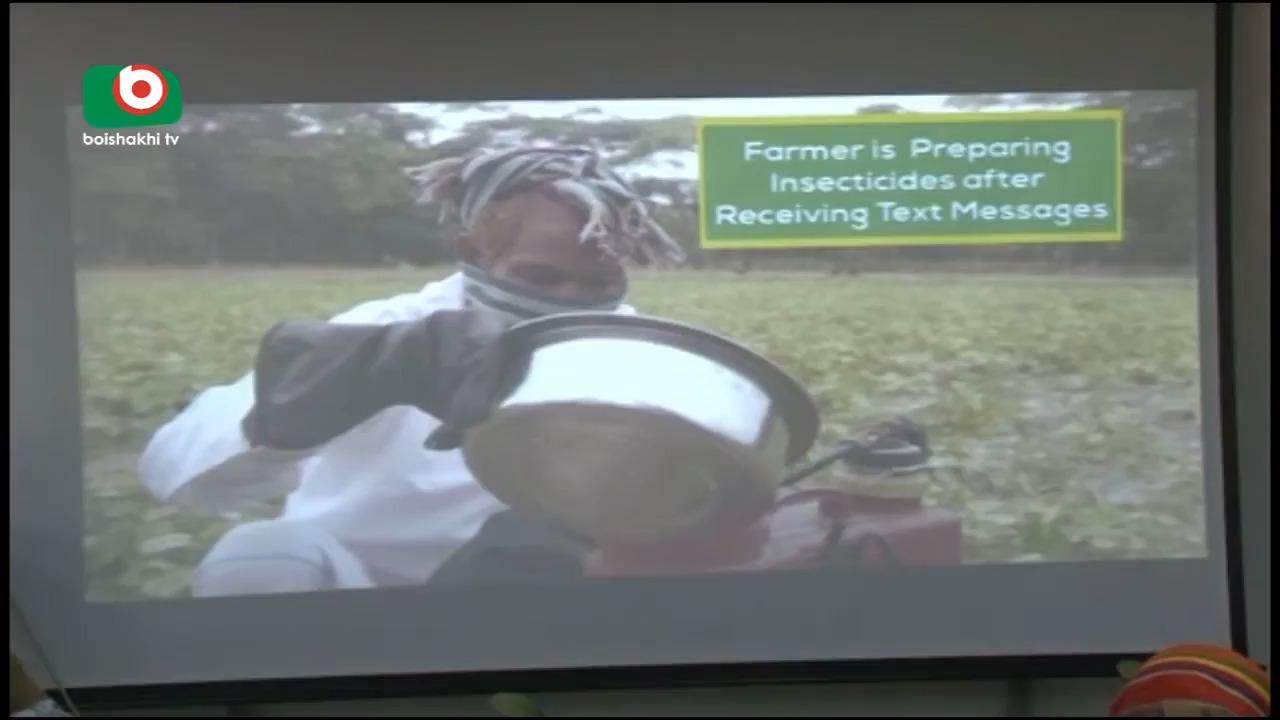 boishakhi tv
Farmer is Preparing
Insecticides after
Receiving Text Messages